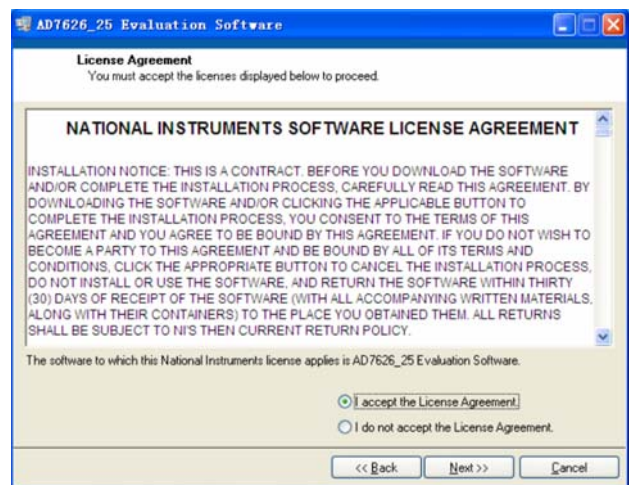 AD7626_25 Evaluation Software
License Agreement
You must accept the licenses displayed below to proceed.
NATIONAL INSTRUMENTS SOFTWARE LICENSE AGREEMENT
INSTALLATION NOTICE: THIS IS A CONTRACT. BEFORE YOU DOWNLOAD THE SOFTWARE
AND/OR COMPLETE THE INSTALLATION PROCESS, CAREFULLY READ THIS AGREEMENT. BY
DOWNLOADING THE SOFTWARE AND/OR CLICKING THE APPLICABLE BUTTON TO
COMPLETE THE INSTALLATION PROCESS, YOU CONSENT TO THE TERMS OF THIS
AGREEMENT AND YOU AGREE TO BE BOUND BY THIS AGREEMENT. IF YOU DO NOT WISH TO
BECOME A PARTY TO THIS AGREEMENT AND BE BOUND BY ALL OF ITS TERMS AND
CONDITIONS, CLICK THE APPROPRIATE BUTTON TO CANCEL THE INSTALLATION PROCESS,
DO NOT INSTALL OR USE THE SOFTWARE, AND RETURN THE SOFTWARE WITHIN THIRTY
(30) DAYS OF RECEIPT OF THE SOFTWARE (WITH ALL ACCOMPANYING WRITTEN MATERIALS,
ALONG WITH THEIR CONTAINERS) TO THE PLACE YOU OBTAINED THEM. ALL RETURNS
SHALL BE SUBJECT TO NI'S THEN CURRENT RETURN POLICY.
The software to which this National Instruments license applies is AD7626_25 Evaluation Software.
I accept the License Agreement.
I do not accept the License Agreement.
<< Back Next >> Cancel